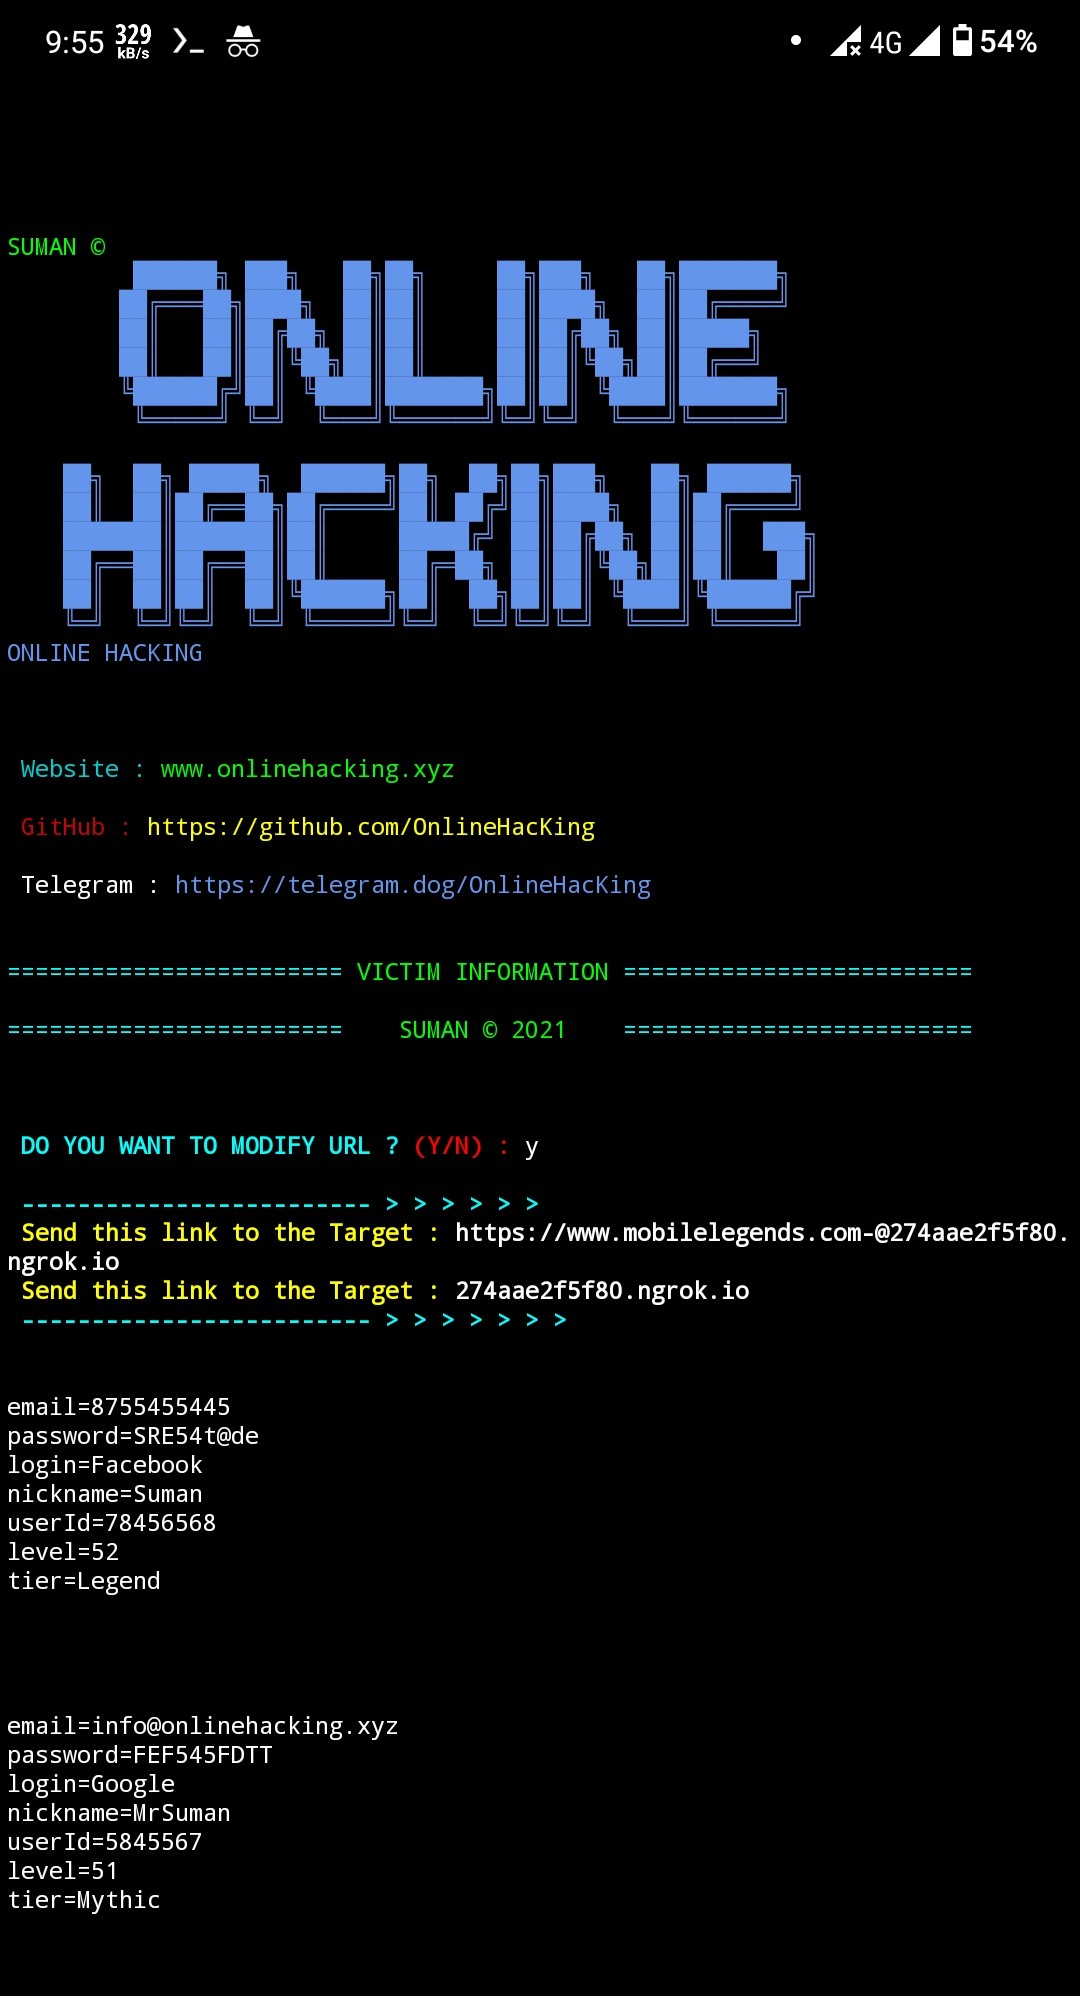 9:55 329 kB/s 4G 54%
SUMAN ©
ONLINE
HACKING
ONLINE HACKING
Website : www.onlinehacking.xyz
GitHub : https://github.com/OnlineHacKing
Telegram : https://telegram.dog/OnlineHacKing
======================== VICTIM INFORMATION =========================
======================== SUMAN © 2021 =========================
DO YOU WANT TO MODIFY URL ? (Y/N) : y
------------------------- > > > > > >
Send this link to the Target : https://www.mobilelegends.com-@274aae2f5f80.
ngrok.io
Send this link to the Target : 274aae2f5f80.ngrok.io
------------------------- > > > > > > >
email=8755455445
password=SRE54t@de
login=Facebook
nickname=Suman
userId=78456568
level=52
tier=Legend
email=info@onlinehacking.xyz
password=FEF545FDTT
login=Google
nickname=MrSuman
userId=5845567
level=51
tier=Mythic